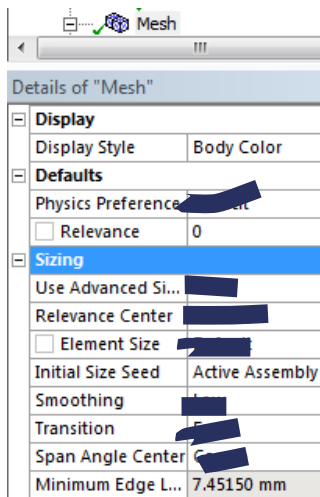 Mesh
Details of "Mesh"
Display
Display Style Body Color
Defaults
Physics Preference
Relevance 0
Sizing
Use Advanced Si...
Relevance Center
Element Size
Initial Size Seed Active Assembly
Smoothing
Transition
Span Angle Center
Minimum Edge L... 7.45150 mm